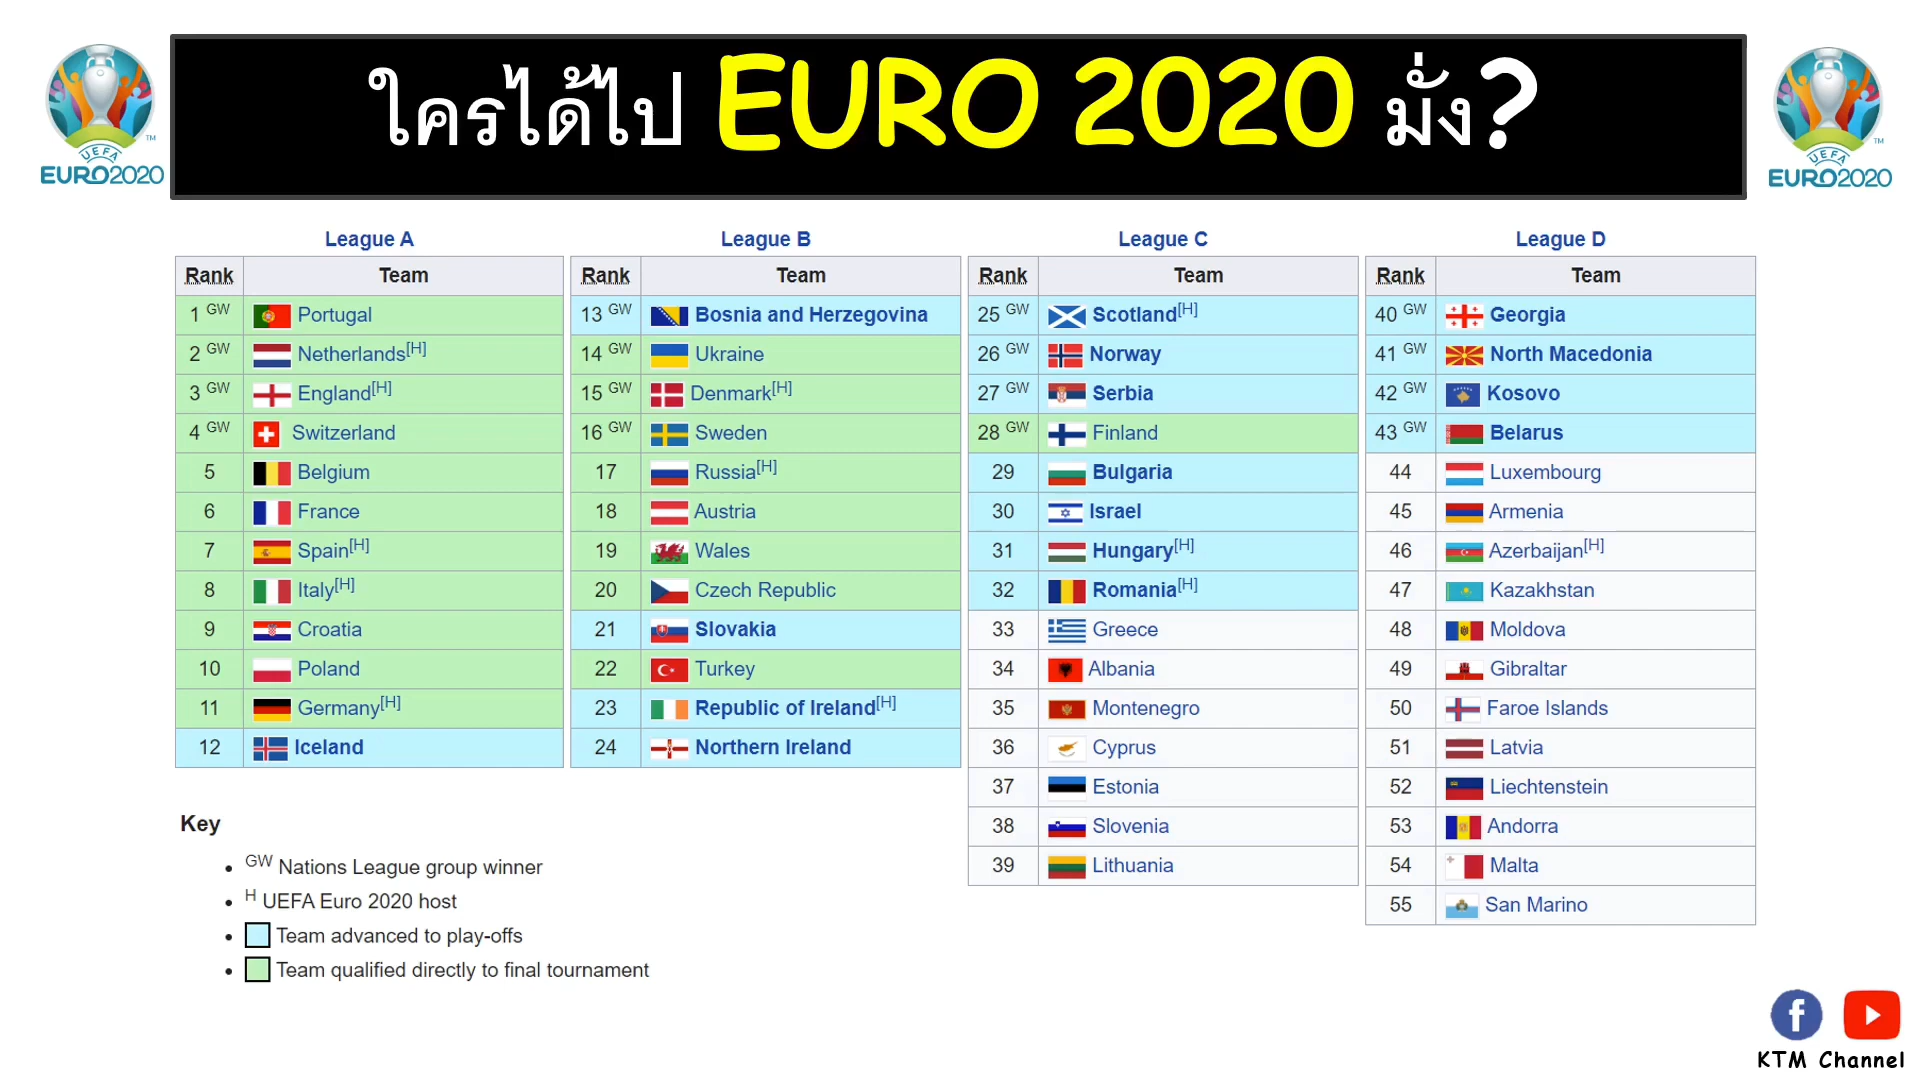 ใครได้ไป EURO 2020 มั่ง?
™
UEFA
EURO2020
™
UEFA
EURO2020
League A
Rank Team
1 GW Portugal
2 GW Netherlands[H]
3 GW England[H]
4 GW Switzerland
5 Belgium
6 France
7 Spain[H]
8 Italy[H]
9 Croatia
10 Poland
11 Germany[H]
12 Iceland
League B
Rank Team
13 GW Bosnia and Herzegovina
14 GW Ukraine
15 GW Denmark[H]
16 GW Sweden
17 Russia[H]
18 Austria
19 Wales
20 Czech Republic
21 Slovakia
22 Turkey
23 Republic of Ireland[H]
24 Northern Ireland
League C
Rank Team
25 GW Scotland[H]
26 GW Norway
27 GW Serbia
28 GW Finland
29 Bulgaria
30 Israel
31 Hungary[H]
32 Romania[H]
33 Greece
34 Albania
35 Montenegro
36 Cyprus
37 Estonia
38 Slovenia
39 Lithuania
League D
Rank Team
40 GW Georgia
41 GW North Macedonia
42 GW Kosovo
43 GW Belarus
44 Luxembourg
45 Armenia
46 Azerbaijan[H]
47 Kazakhstan
48 Moldova
49 Gibraltar
50 Faroe Islands
51 Latvia
52 Liechtenstein
53 Andorra
54 Malta
55 San Marino
Key
• GW Nations League group winner
• H UEFA Euro 2020 host
• Team advanced to play-offs
• Team qualified directly to final tournament
f
KTM Channel